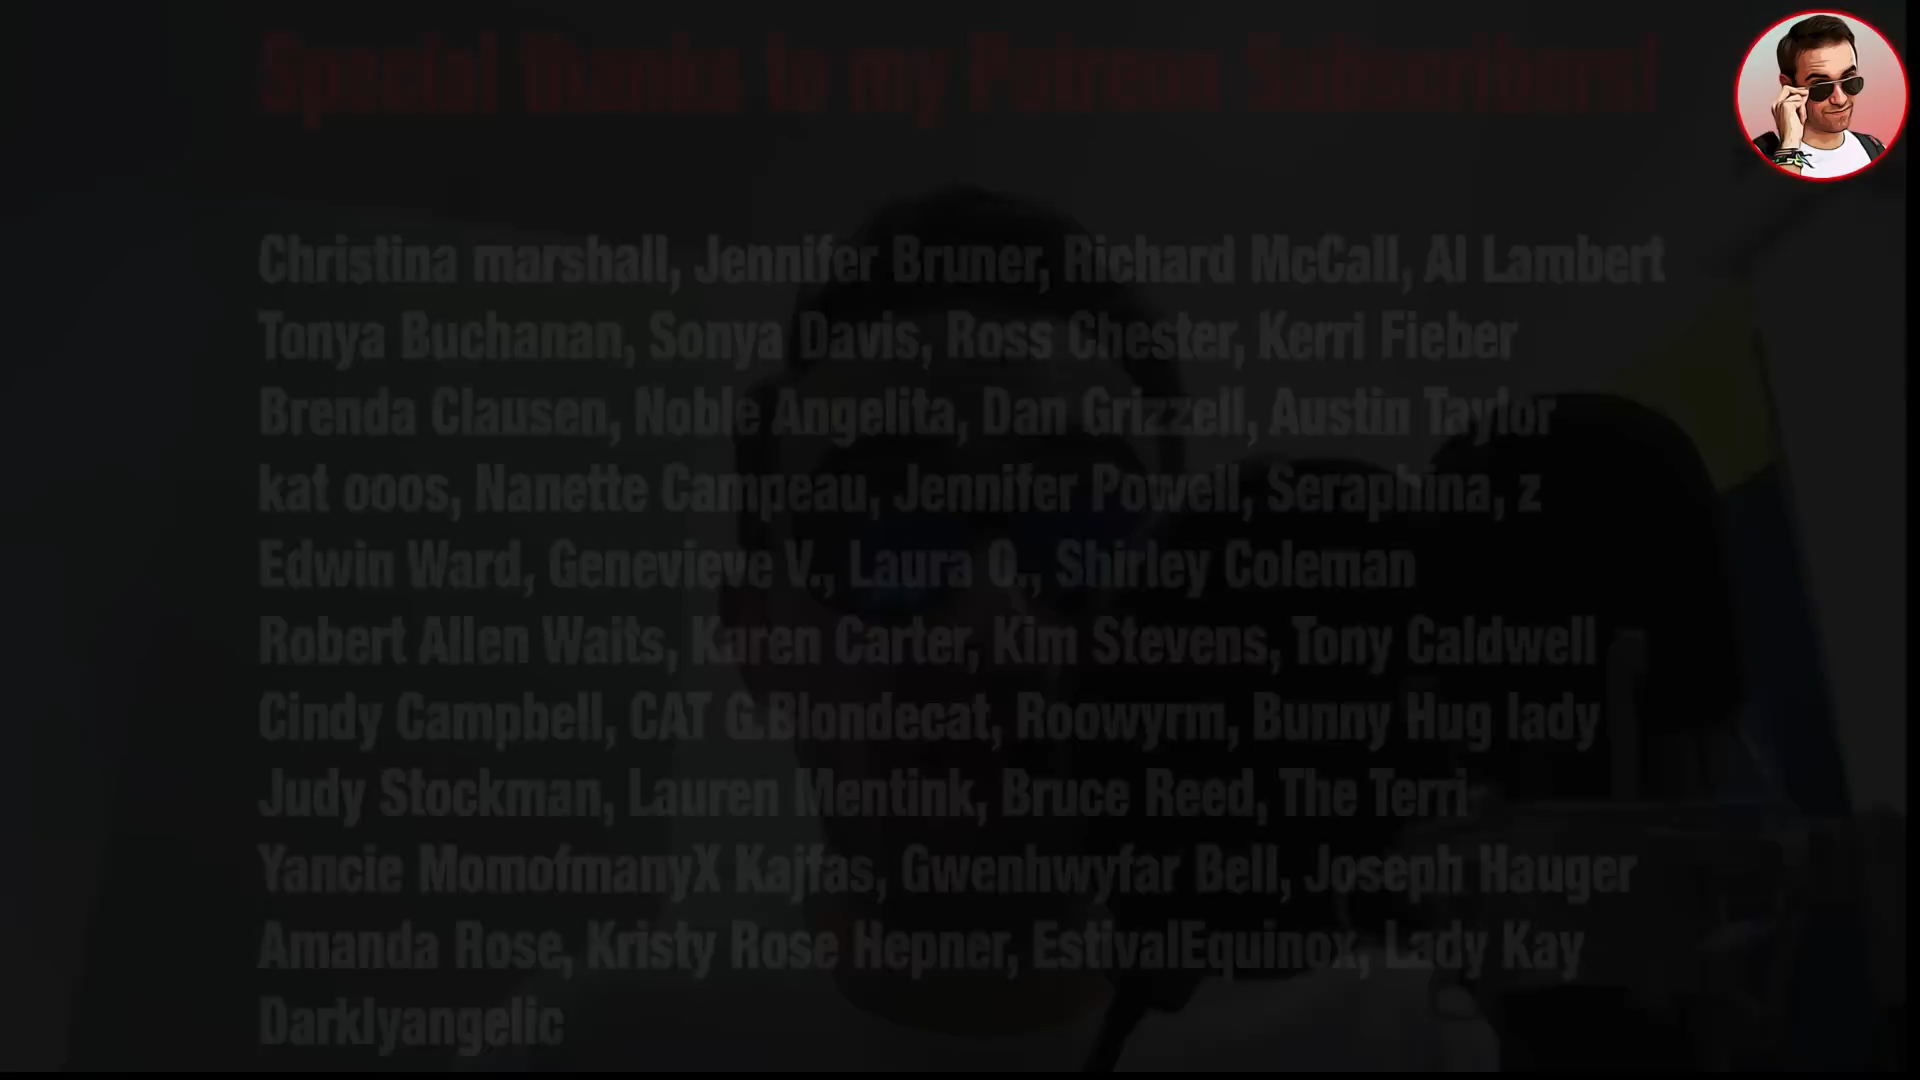 Special thanks to my Patreon Subscribers!
Christina marshall, Jennifer Bruner, Richard McCall, Al Lambert
Tonya Buchanan, Sonya Davis, Ross Chester, Kerri Fieber
Brenda Clausen, Noble Angelita, Dan Grizzell, Austin Taylor
kat ooos, Nanette Campeau, Jennifer Powell, Seraphina, z
Edwin Ward, Genevieve V., Laura O., Shirley Coleman
Robert Allen Waits, Karen Carter, Kim Stevens, Tony Caldwell
Cindy Campbell, CAT G.Blondecat, Roowyrm, Bunny Hug lady
Judy Stockman, Lauren Mentink, Bruce Reed, The Terri
Yancie MomofmanyX Kajfas, Gwenhwyfar Bell, Joseph Hauger
Amanda Rose, Kristy Rose Hepner, EstivalEquinox, Lady Kay
Darklyangelic